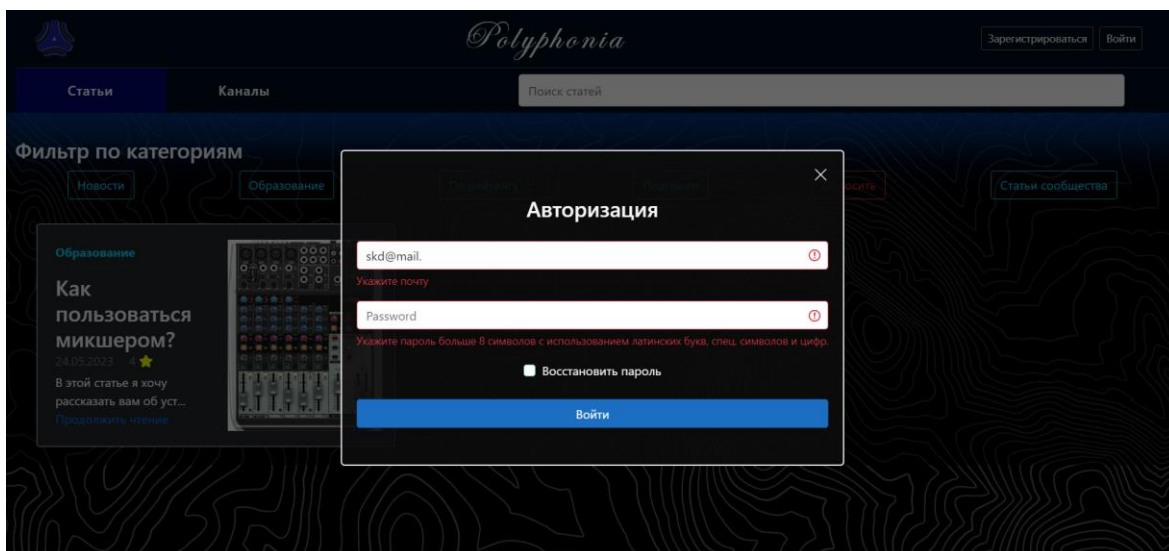 Polyphonia
Зарегистрироваться
Войти
Статьи
Каналы
Поиск статей
Фильтр по категориям
Новости
Образование
По рейтингу
Статьи сообщества
Образование
Как
пользоваться
микшером?
24.05.2023 4
В этой статье я хочу
рассказать вам об уст...
Продолжить чтение
Авторизация
skd@mail.
Укажите почту
Password
Укажите пароль больше 8 символов с использованием латинских букв, спец. символов и цифр.
Восстановить пароль
Войти